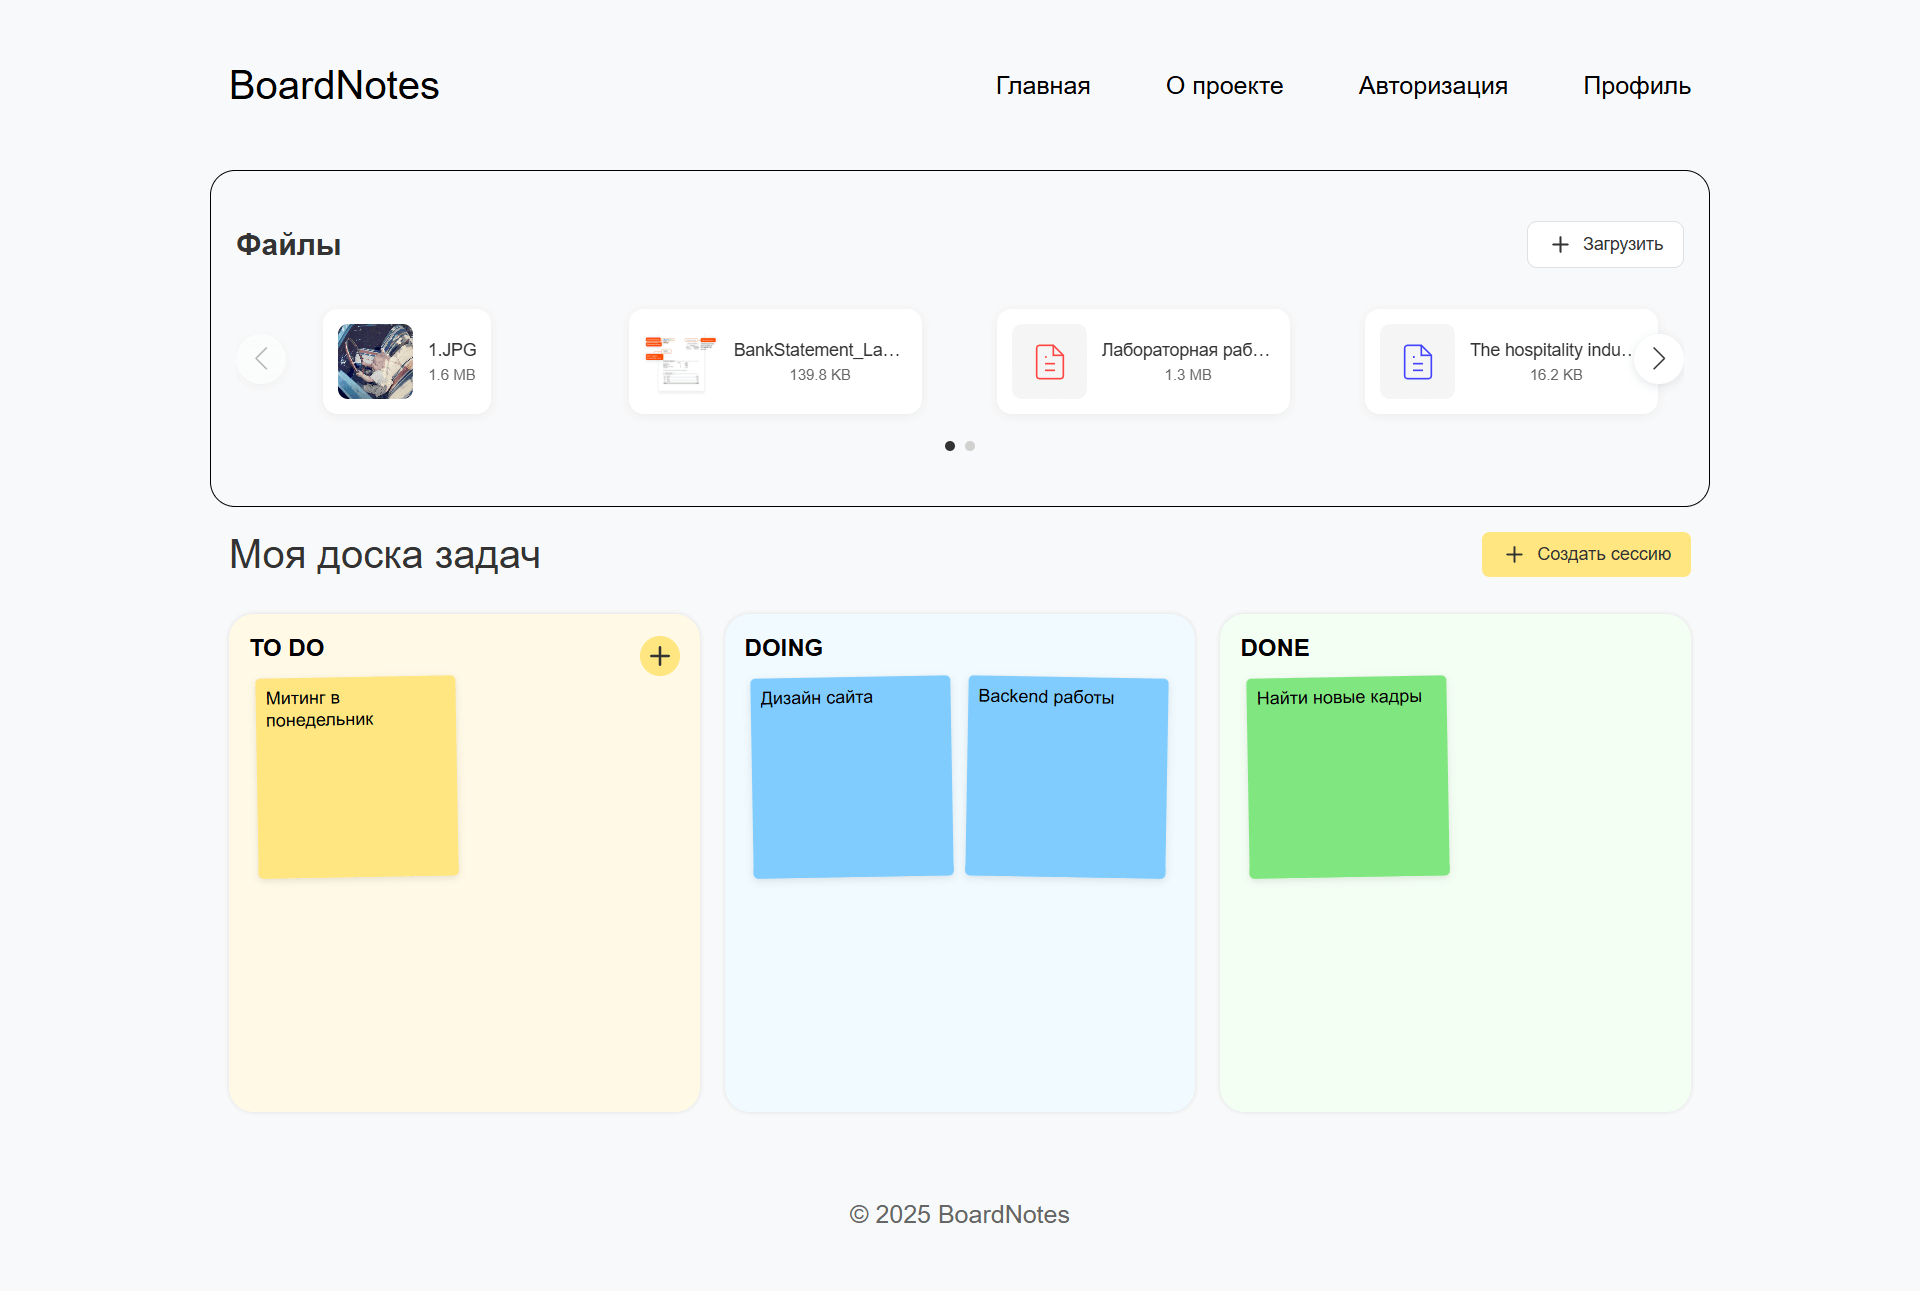 BoardNotes
Главная
О проекте
Авторизация
Профиль
Файлы
Загрузить
1.JPG
1.6 MB
BankStatement_La…
139.8 KB
Лабораторная раб…
1.3 MB
The hospitality indu…
16.2 KB
Моя доска задач
Создать сессию
TO DO
Митинг в
понедельник
DOING
Дизайн сайта
Backend работы
DONE
Найти новые кадры
© 2025 BoardNotes